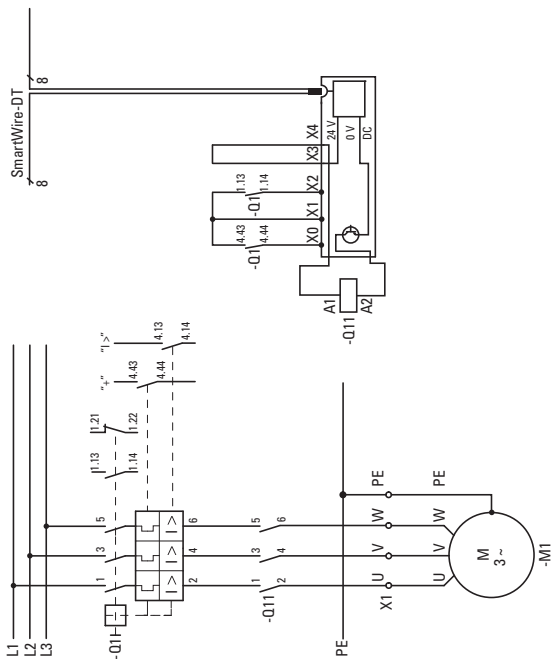 SmartWire-DT
8
8
1.13
1.14
-Q1
4.43
4.44
-Q1
X0
X1
X2
X3
X4
24 V
0 V
DC
A1
A2
-Q11
L1
L2
L3
"I >"
4.13
4.14
"+"
4.43
4.44
1.21
1.22
1.13
1.14
-Q1
1
3
5
I >
I >
I >
2
4
6
-Q11
1
3
5
2
4
6
PE
X1
U
V
W
PE
U
V
W
PE
M
3 ~
-M1